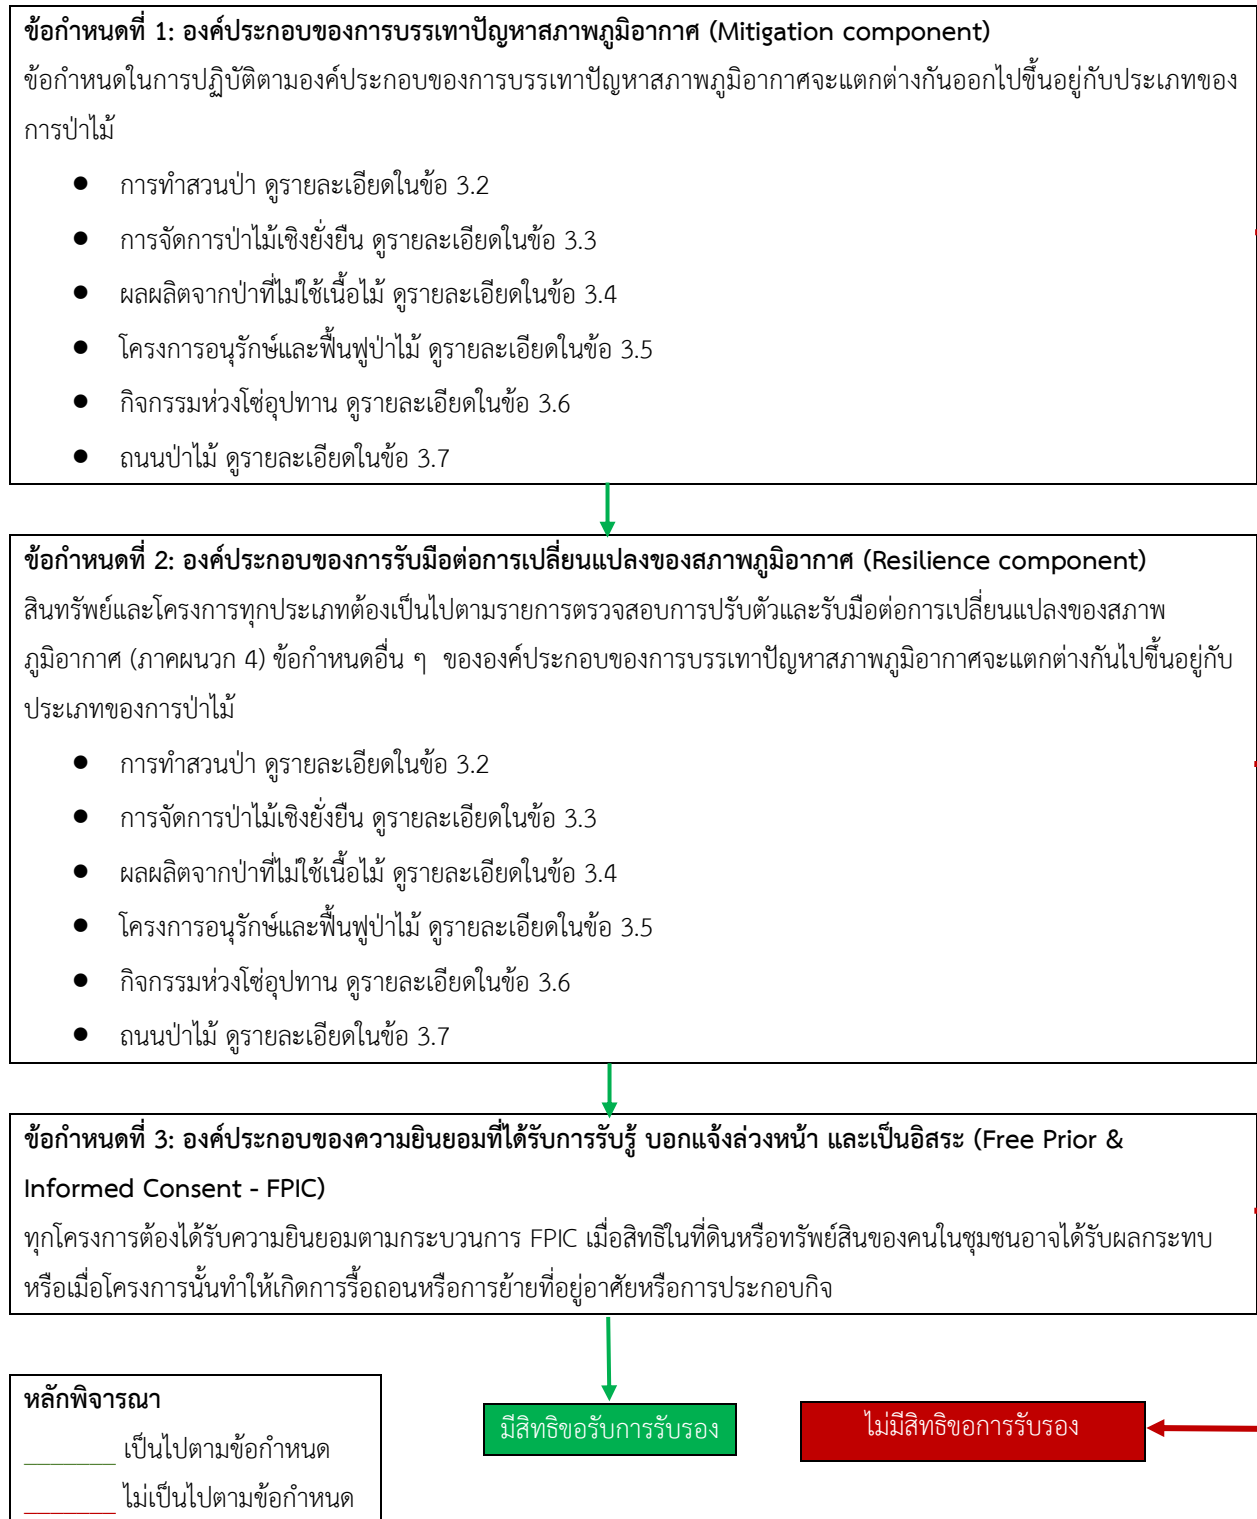 ข้อกำหนดที่ 1: องค์ประกอบของการบรรเทาปัญหาสภาพภูมิอากาศ (Mitigation component)
ข้อกำหนดในการปฏิบัติตามองค์ประกอบของการบรรเทาปัญหาสภาพภูมิอากาศจะแตกต่างกันออกไปขึ้นอยู่กับประเภทของ
การป่าไม้
● การทำสวนป่า ดูรายละเอียดในข้อ 3.2
● การจัดการป่าไม้เชิงยั่งยืน ดูรายละเอียดในข้อ 3.3
● ผลผลิตจากป่าที่ไม่ใช้เนื้อไม้ ดูรายละเอียดในข้อ 3.4
● โครงการอนุรักษ์และฟื้นฟูป่าไม้ ดูรายละเอียดในข้อ 3.5
● กิจกรรมห่วงโซ่อุปทาน ดูรายละเอียดในข้อ 3.6
● ถนนป่าไม้ ดูรายละเอียดในข้อ 3.7
ข้อกำหนดที่ 2: องค์ประกอบของการรับมือต่อการเปลี่ยนแปลงของสภาพภูมิอากาศ (Resilience component)
สินทรัพย์และโครงการทุกประเภทต้องเป็นไปตามรายการตรวจสอบการปรับตัวและรับมือต่อการเปลี่ยนแปลงของสภาพ
ภูมิอากาศ (ภาคผนวก 4) ข้อกำหนดอื่น ๆ ขององค์ประกอบของการบรรเทาปัญหาสภาพภูมิอากาศจะแตกต่างกันไปขึ้นอยู่กับ
ประเภทของการป่าไม้
● การทำสวนป่า ดูรายละเอียดในข้อ 3.2
● การจัดการป่าไม้เชิงยั่งยืน ดูรายละเอียดในข้อ 3.3
● ผลผลิตจากป่าที่ไม่ใช้เนื้อไม้ ดูรายละเอียดในข้อ 3.4
● โครงการอนุรักษ์และฟื้นฟูป่าไม้ ดูรายละเอียดในข้อ 3.5
● กิจกรรมห่วงโซ่อุปทาน ดูรายละเอียดในข้อ 3.6
● ถนนป่าไม้ ดูรายละเอียดในข้อ 3.7
ข้อกำหนดที่ 3: องค์ประกอบของความยินยอมที่ได้รับการรับรู้ บอกแจ้งล่วงหน้า และเป็นอิสระ (Free Prior &
Informed Consent - FPIC)
ทุกโครงการต้องได้รับความยินยอมตามกระบวนการ FPIC เมื่อสิทธิในที่ดินหรือทรัพย์สินของคนในชุมชนอาจได้รับผลกระทบ
หรือเมื่อโครงการนั้นทำให้เกิดการรื้อถอนหรือการย้ายที่อยู่อาศัยหรือการประกอบกิจ
หลักพิจารณา
_______ เป็นไปตามข้อกำหนด
_______ ไม่เป็นไปตามข้อกำหนด
มีสิทธิขอรับการรับรอง
ไม่มีสิทธิขอการรับรอง